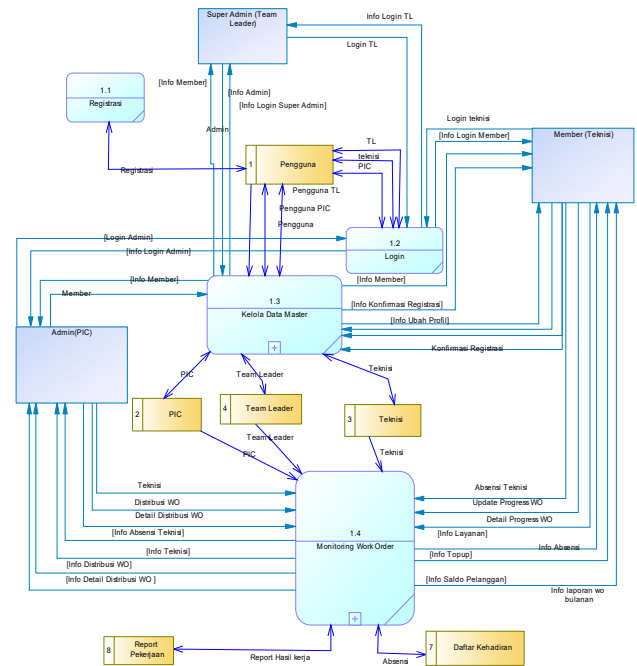 Super Admin (Team
Leader)
Info Login TL
Login TL
[Info Member]
[Info Admin]
[Info Login Super Admin]
Admin
1.1
Registrasi
Registrasi
1
Pengguna
TL
teknisi
PIC
Pengguna TL
Pengguna PIC
Pengguna
Login teknisi
[Info Login Member]
Member (Teknisi)
1.2
Login
[Login Admin]
[Info Login Admin]
[Info Member]
Member
[Info Member]
1.3
Kelola Data Master
[Info Konfirmasi Registrasi]
[Info Ubah Profil]
Konfirmasi Registrasi
Admin(PIC)
PIC
Team Leader
Teknisi
2
PIC
4
Team Leader
3
Teknisi
PIC
Team Leader
Teknisi
Teknisi
Distribusi WO
Detail Distribusi WO
[Info Absensi Teknisi]
[Info Teknisi]
[Info Distribusi WO]
[Info Detail Distribusi WO ]
1.4
Monitoring Work Order
Absensi Teknisi
Update Progress WO
Detail Progress WO
[Info Layanan]
Info Absensi
[Info Topup]
[Info Saldo Pelanggan]
Info laporan wo
bulanan
8
Report
Pekerjaan
Report Hasil kerja
Absensi
7
Daftar Kehadiran